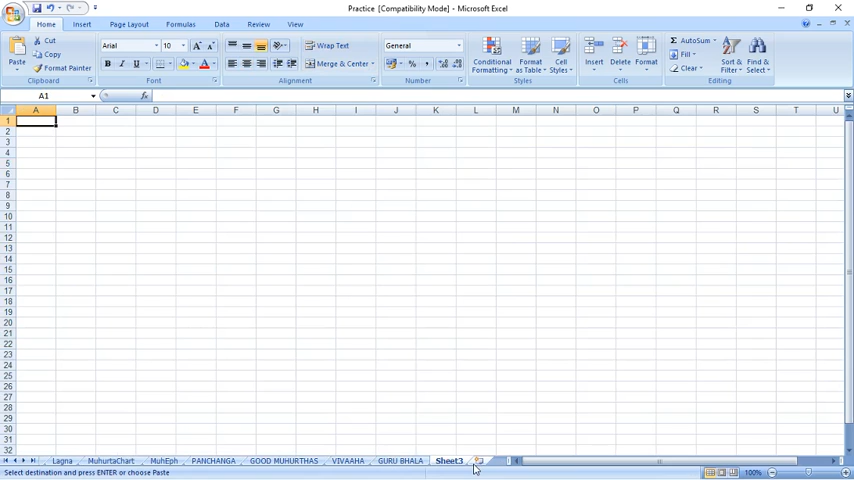 Practice [Compatibility Mode] - Microsoft Excel
Home Insert Page Layout Formulas Data Review View
Paste Cut Copy Format Painter Clipboard
Arial 10 A A B I U A Font
Wrap Text Merge & Center Alignment
General % , .0 .00 .00 .0 Number
Conditional Formatting Format as Table Cell Styles Styles
Insert Delete Format Cells
Σ AutoSum Fill Clear Sort & Filter Find & Select Editing
A1 fx
A B C D E F G H I J K L M N O P Q R S T U
1
2
3
4
5
6
7
8
9
10
11
12
13
14
15
16
17
18
19
20
21
22
23
24
25
26
27
28
29
30
31
32
Lagna MuhurtaChart MuhEph PANCHANGA GOOD MUHURTHAS VIVAAHA GURU BHALA Sheet3
Select destination and press ENTER or choose Paste 100%